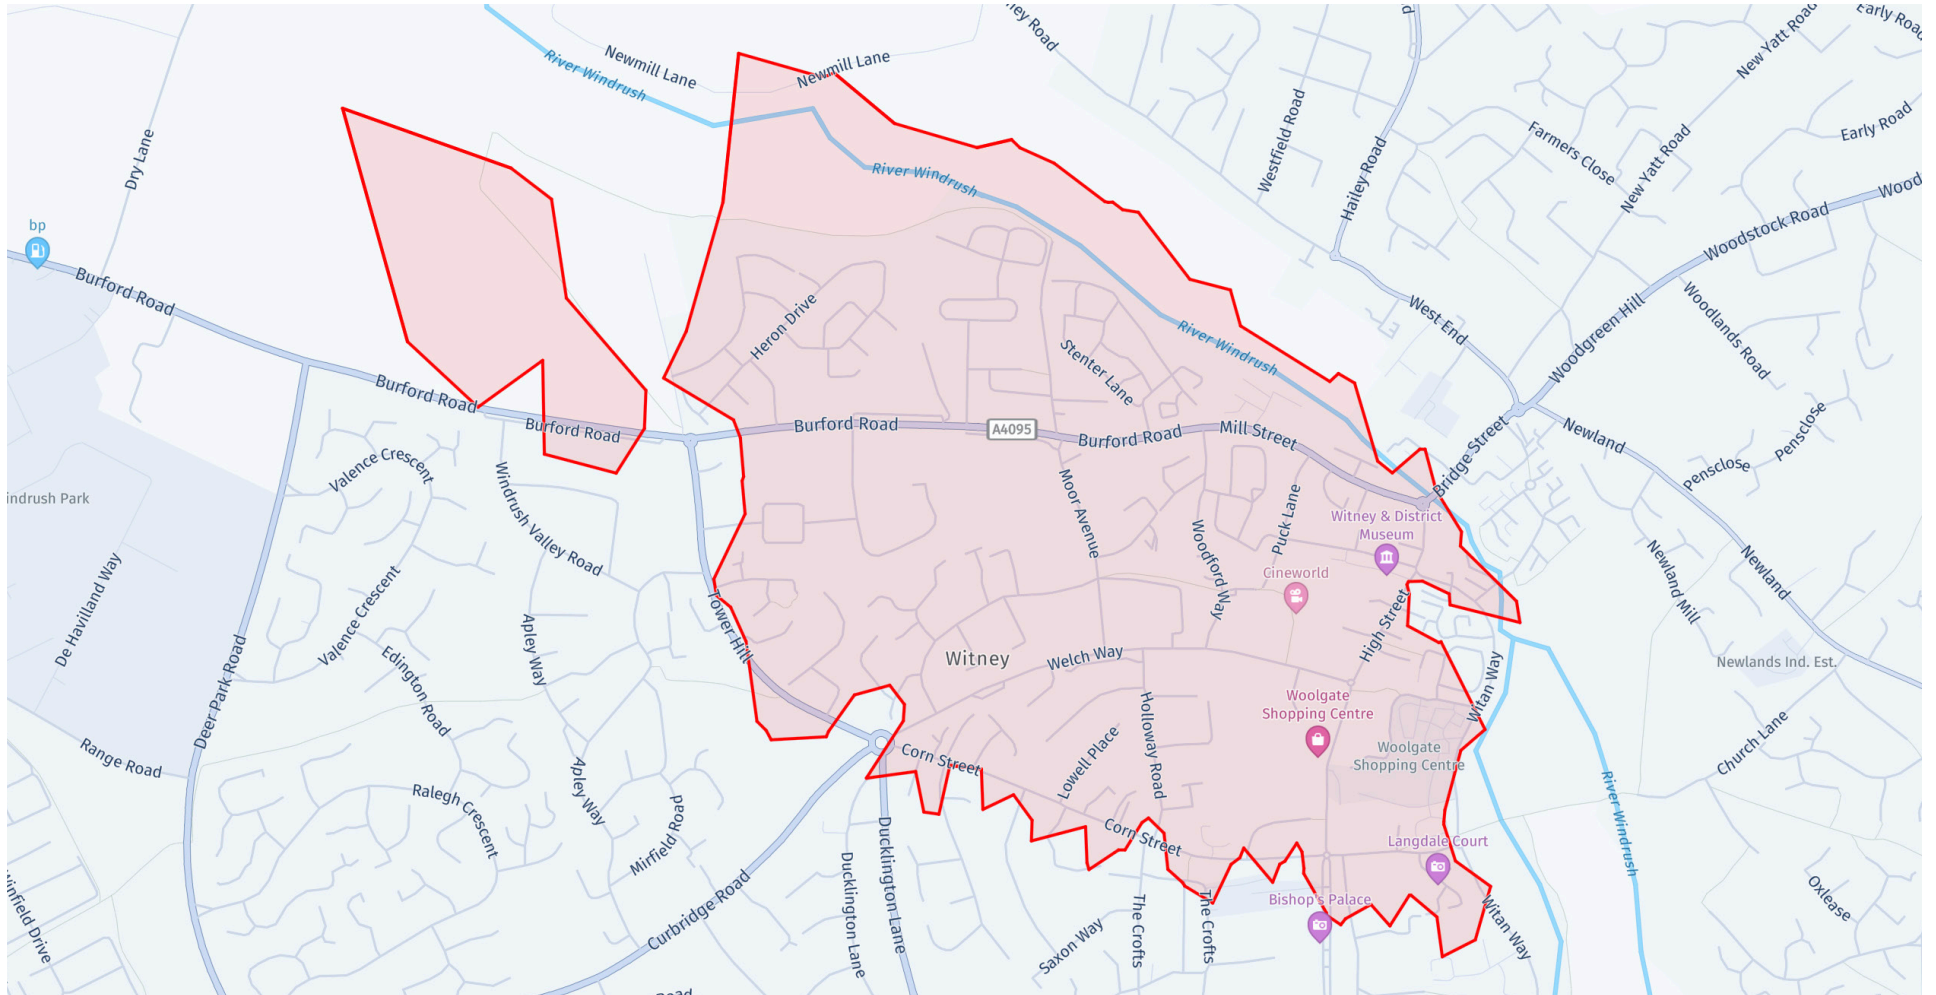 ney Road
Early Road
New Yatt Road
Newmill Lane
River Windrush
Newmill Lane
Westfield Road
Farmers Close
Early Road
Dry Lane
River Windrush
Hailey Road
New Yatt Road
Wood
bp
Woodstock Road
Burford Road
Heron Drive
West End
Woodlands Road
Woodgreen Hill
River Windrush
Stenter Lane
Burford Road
Burford Road
Burford Road
A4095
Burford Road
Mill Street
Newland
Pensclose
Pensclose
Bridge Street
Valence Crescent
indrush Park
Windrush Valley Road
Moor Avenue
Woodford Way
Puck Lane
Witney & District
Museum
Cineworld
Newland Mill
Newland
De Havilland Way
Valence Crescent
Tower Hill
High Street
Apley Way
Edington Road
Witney
Welch Way
Newlands Ind. Est.
Deer Park Road
Holloway Road
Woolgate
Shopping Centre
Witan Way
Woolgate
Shopping Centre
Church Lane
Range Road
Corn Street
Lowell Place
Apley Way
Ralegh Crescent
Mirfield Road
Corn Street
River Windrush
Langdale Court
Ducklington Lane
Ducklington Lane
Curbridge Road
Bishop's Palace
The Crofts
The Crofts
Saxon Way
Witan Way
Oxlease
Winfield Drive